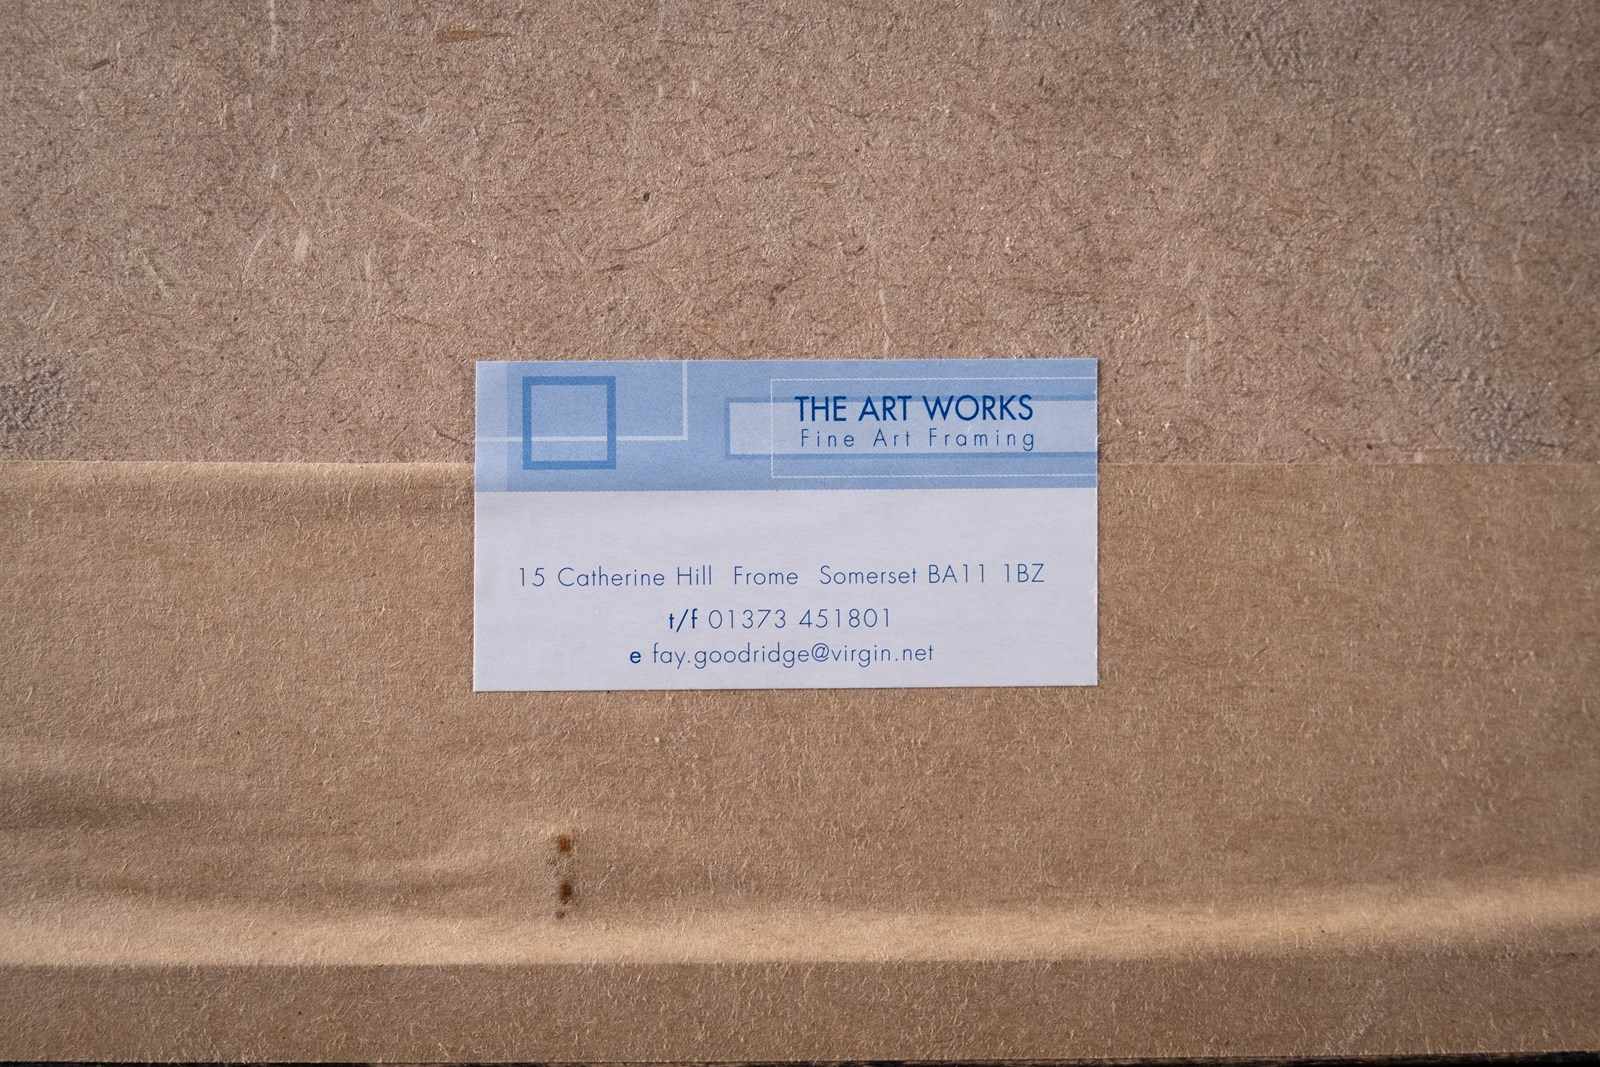 THE ART WORKS
Fine Art Framing
15 Catherine Hill Frome Somerset BA11 1BZ
t/f 01373 451801
e fay.goodridge@virgin.net